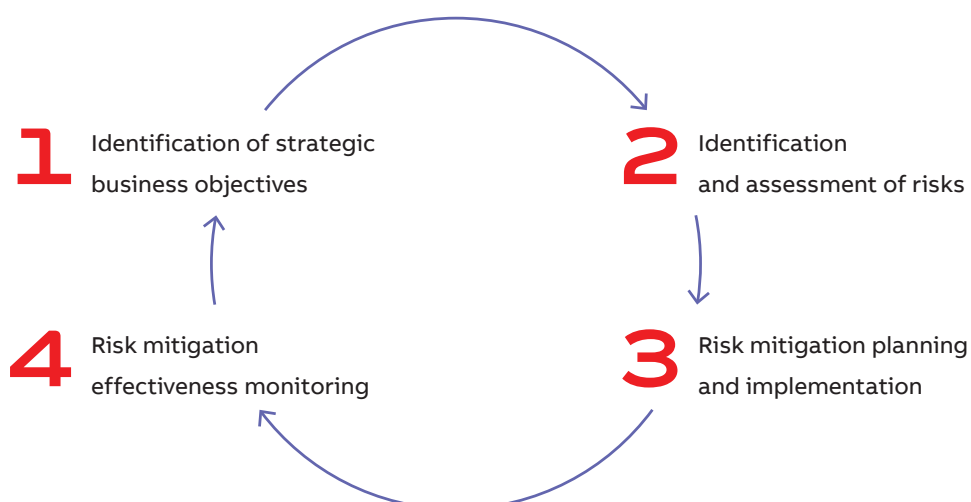 1
Identification of strategic
business objectives
2
Identification
and assessment of risks
3
Risk mitigation planning
and implementation
4
Risk mitigation
effectiveness monitoring